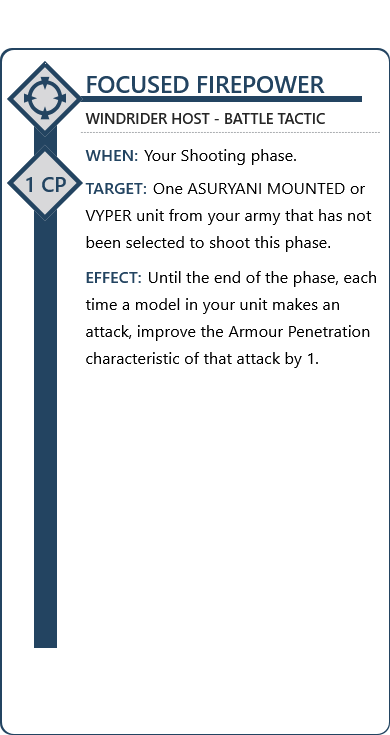 FOCUSED FIREPOWER
WINDRIDER HOST - BATTLE TACTIC
1 CP
WHEN: Your Shooting phase.
TARGET: One ASURYANI MOUNTED or
VYPER unit from your army that has not
been selected to shoot this phase.
EFFECT: Until the end of the phase, each
time a model in your unit makes an
attack, improve the Armour Penetration
characteristic of that attack by 1.